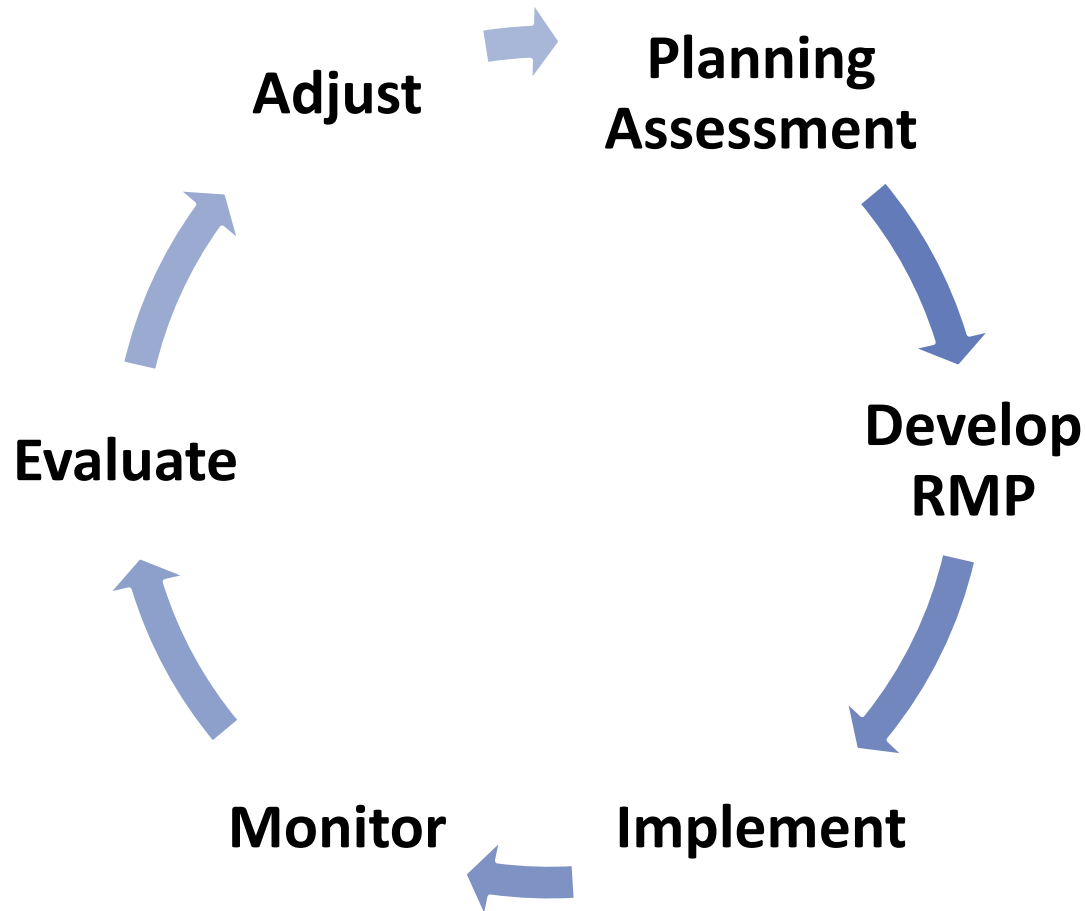 Planning
Assessment
Develop
RMP
Implement
Monitor
Evaluate
Adjust